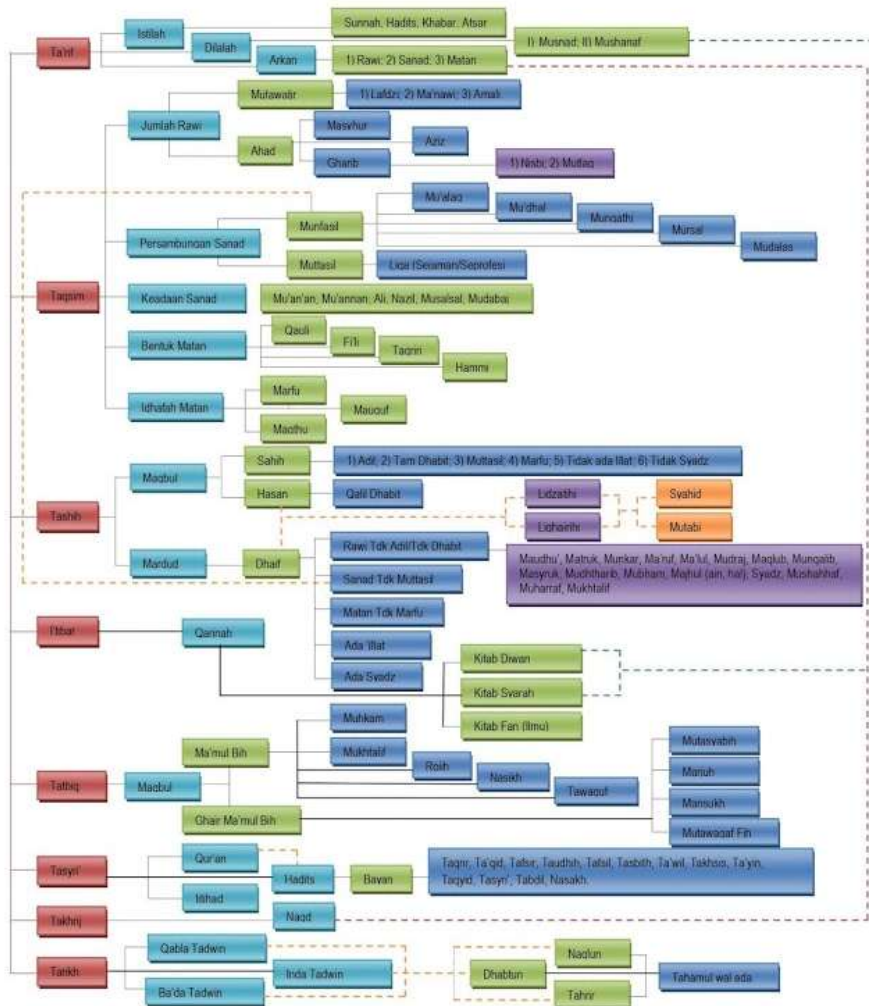 Ta'rif
Istilah
Sunnah, Hadits, Khabar, Atsar
Dilalah
I) Musnad; II) Mushanaf
Arkan
1) Rawi; 2) Sanad; 3) Matan
Taqsim
Jumlah Rawi
Mutawatir
1) Lafdzi; 2) Ma'nawi; 3) Amali
Ahad
Masyhur
Aziz
Gharib
1) Nisbi; 2) Mutlaq
Persambungan Sanad
Munfasil
Mu'alaq
Mu'dhal
Munqathi
Mursal
Mudalas
Muttasil
Liqa (Sejaman/Seprofesi
Keadaan Sanad
Mu'an'an, Mu'annan, Ali, Nazil, Musalsal, Mudabaj
Bentuk Matan
Qauli
Fi'li
Taqriri
Hammi
Idhafah Matan
Marfu
Mauquf
Maqthu
Tashih
Maqbul
Sahih
1) Adil; 2) Tam Dhabit; 3) Muttasil; 4) Marfu; 5) Tidak ada Illat; 6) Tidak Syadz
Hasan
Qalil Dhabit
Lidzatihi
Syahid
Lighairihi
Mutabi
Mardud
Dhaif
Rawi Tdk Adil/Tdk Dhabit
Maudhu', Matruk, Munkar, Ma'ruf, Ma'lul, Mudraj, Maqlub, Munqalib,
Masyruk, Mudhtharib, Mubham, Majhul (ain, hal); Syadz, Mushahhaf,
Muharraf, Mukhtalif
Sanad Tdk Muttasil
Matan Tdk Marfu
Ada 'Illat
Ada Syadz
I'tibar
Qarinah
Kitab Diwan
Kitab Syarah
Kitab Fan (Ilmu)
Tatbiq
Maqbul
Ma'mul Bih
Muhkam
Mukhtalif
Rojih
Nasikh
Tawaquf
Ghair Ma'mul Bih
Mutasyabih
Marjuh
Mansukh
Mutawaqaf Fih
Tasyri'
Qur'an
Hadits
Ijtihad
Bayan
Taqrir, Ta'qid, Tafsir, Taudhih, Tafsil, Tasbith, Ta'wil, Takhsis, Ta'yin,
Taqyid, Tasyri', Tabdil, Nasakh.
Takhrij
Naqd
Tarikh
Qabla Tadwin
Inda Tadwin
Ba'da Tadwin
Dhabtun
Naqlun
Tahrir
Tahamul wal ada